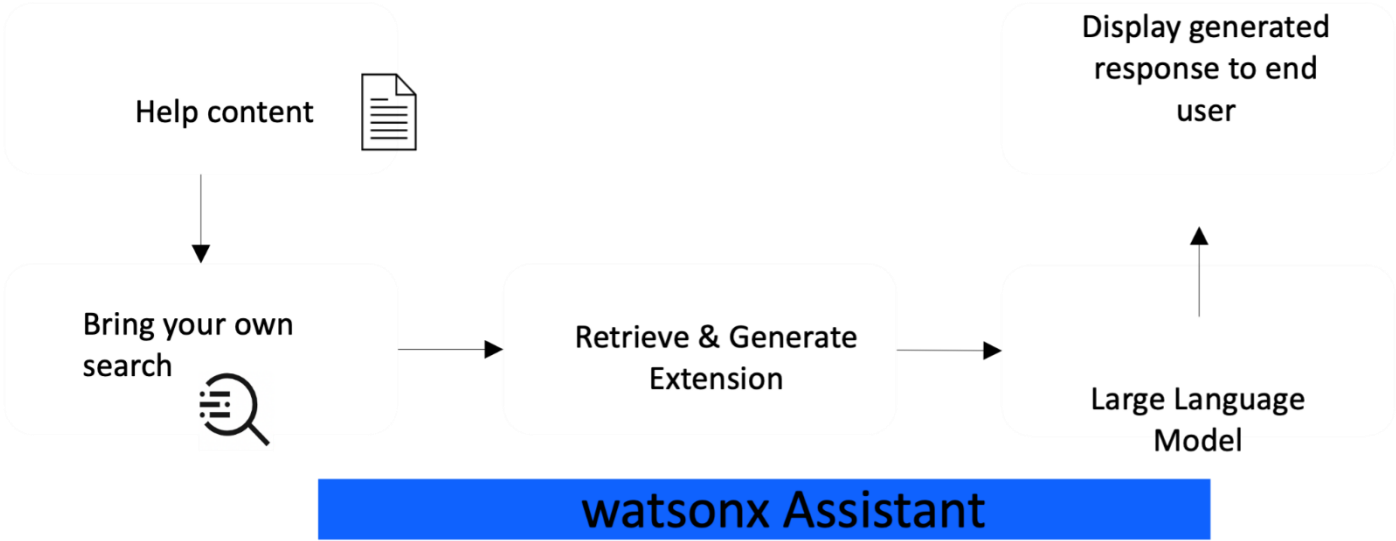 Help content
Bring your own
search
Retrieve & Generate
Extension
Large Language
Model
Display generated
response to end
user
watsonx Assistant